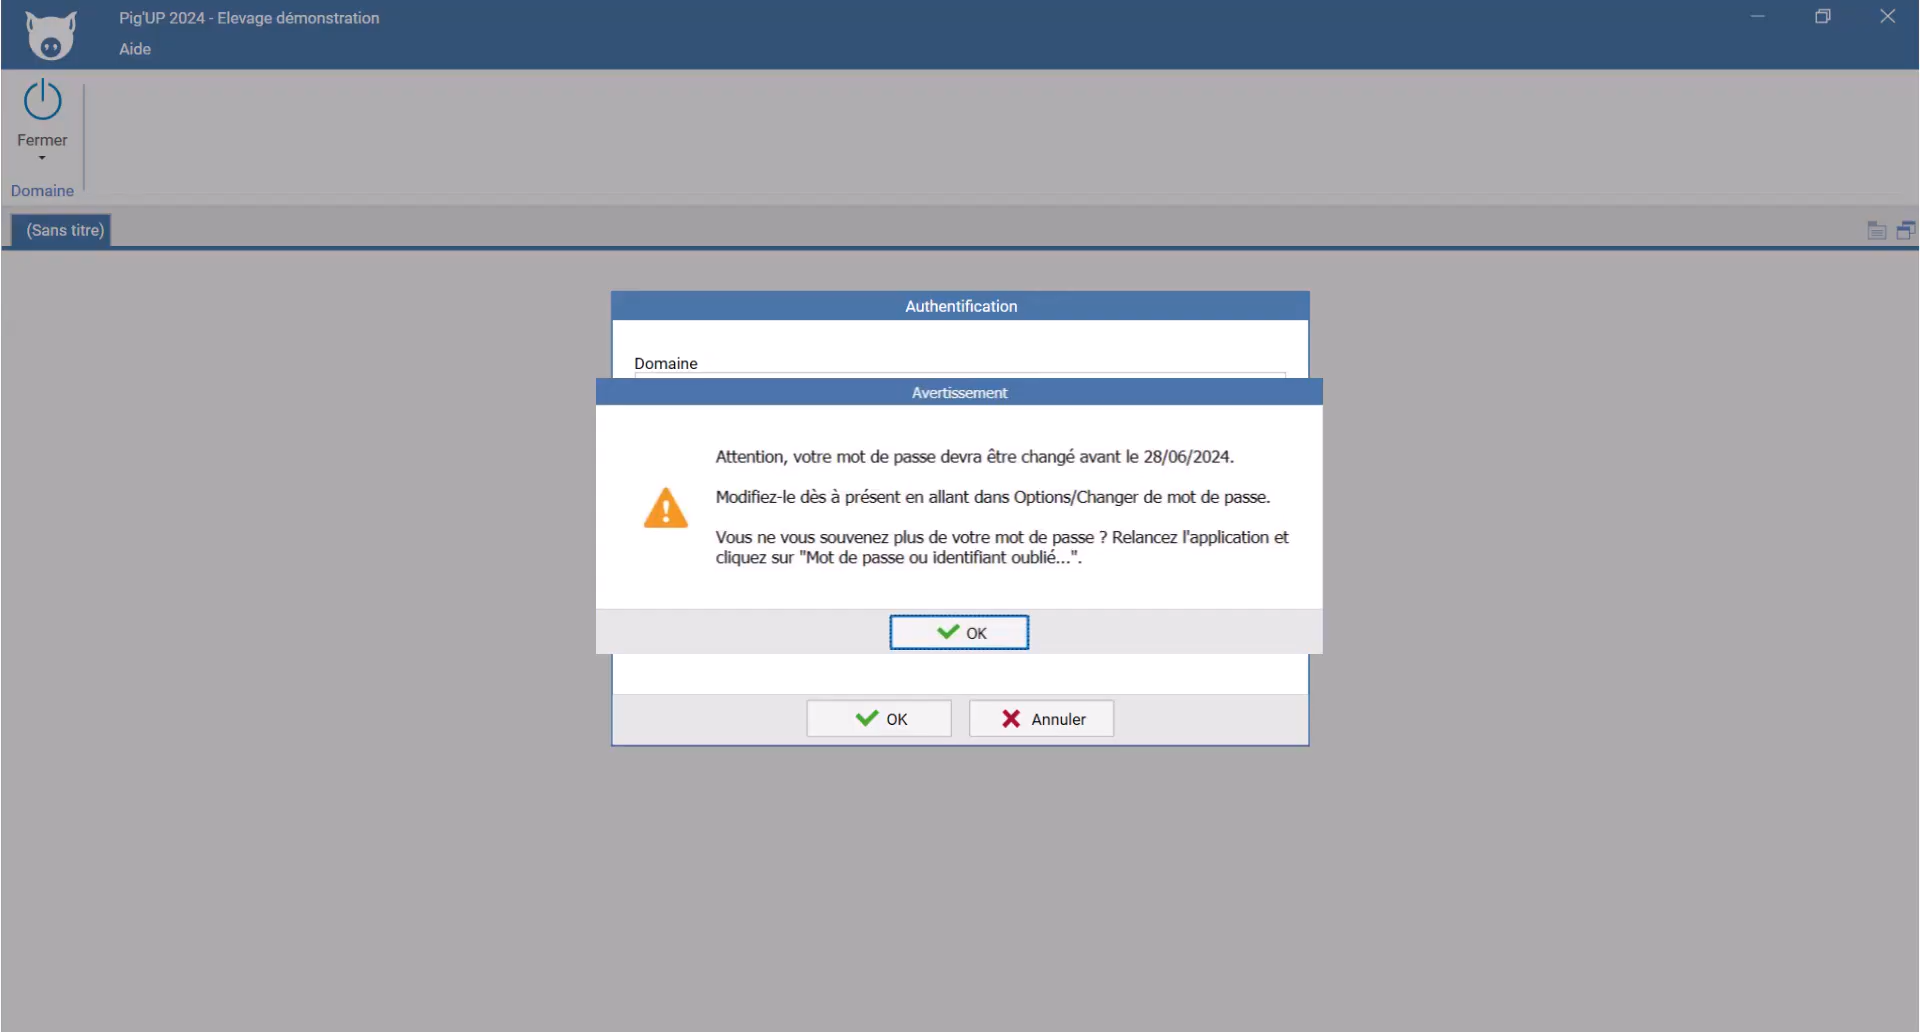 Pig'UP 2024 - Elevage démonstration
Aide
Fermer
Domaine
(Sans titre)
Authentification
Domaine
Avertissement
Attention, votre mot de passe devra être changé avant le 28/06/2024.
Modifiez-le dès à présent en allant dans Options/Changer de mot de passe.
Vous ne vous souvenez plus de votre mot de passe ? Relancez l'application et
cliquez sur "Mot de passe ou identifiant oublié...".
OK
OK
Annuler